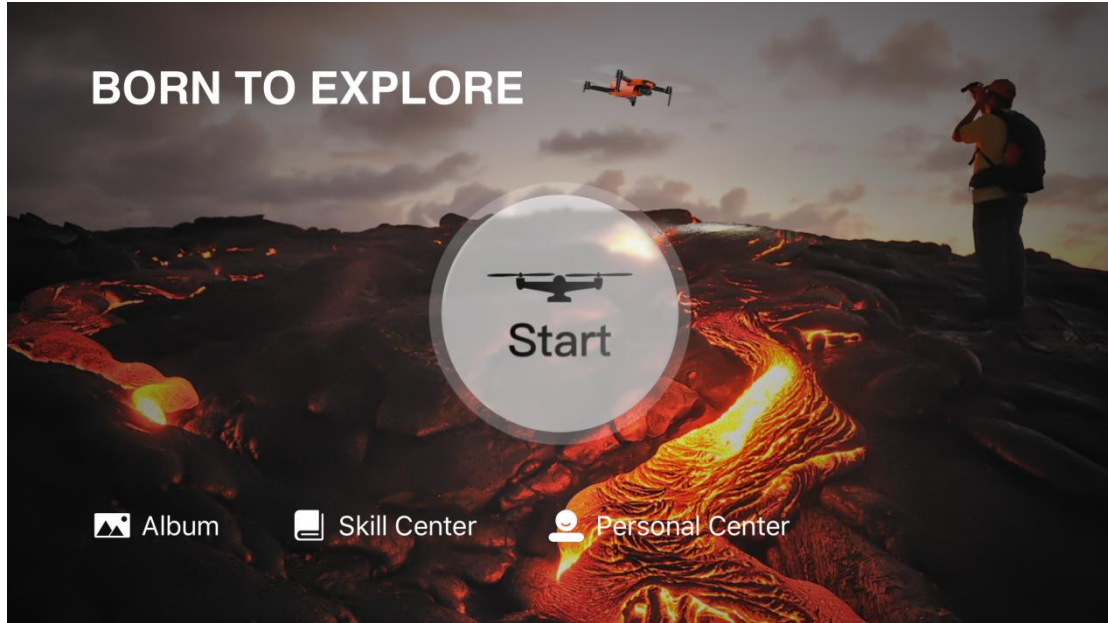 BORN TO EXPLORE
Start
Album
Skill Center
Personal Center